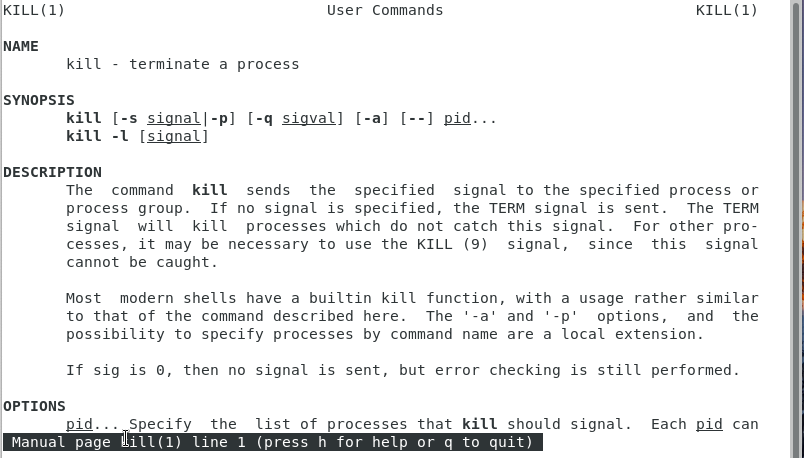 KILL(1) User Commands KILL(1)
NAME
kill - terminate a process
SYNOPSIS
kill [-s signal|-p] [-q sigval] [-a] [--] pid...
kill -l [signal]
DESCRIPTION
The command kill sends the specified signal to the specified process or
process group. If no signal is specified, the TERM signal is sent. The TERM
signal will kill processes which do not catch this signal. For other pro-
cesses, it may be necessary to use the KILL (9) signal, since this signal
cannot be caught.
Most modern shells have a builtin kill function, with a usage rather similar
to that of the command described here. The '-a' and '-p' options, and the
possibility to specify processes by command name are a local extension.
If sig is 0, then no signal is sent, but error checking is still performed.
OPTIONS
pid... Specify the list of processes that kill should signal. Each pid can
Manual page kill(1) line 1 (press h for help or q to quit)